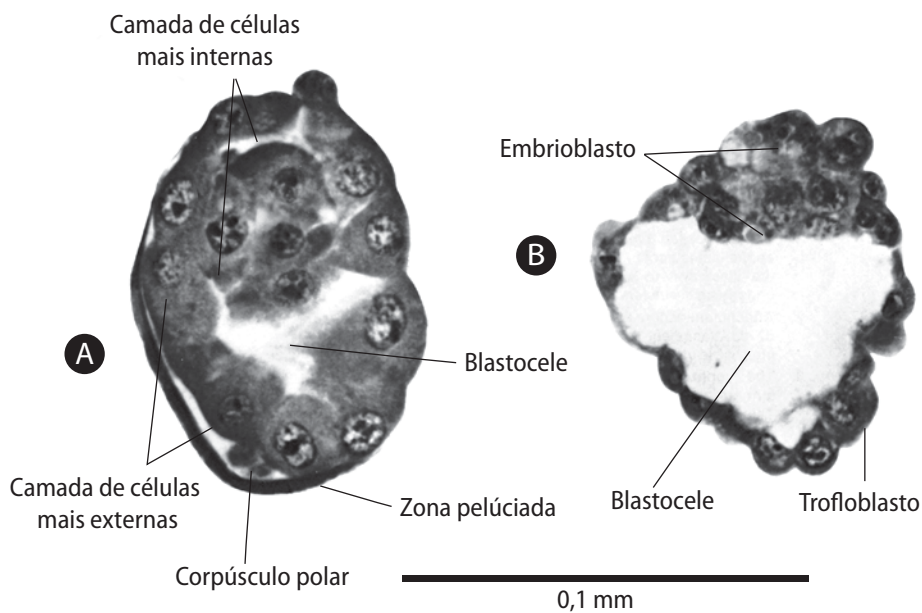 Camada de células
mais internas
Embrioblasto
B
A
Blastocele
Camada de células
mais externas
Zona pelúciada
Blastocele
Trofloblasto
Corpúsculo polar
0,1 mm